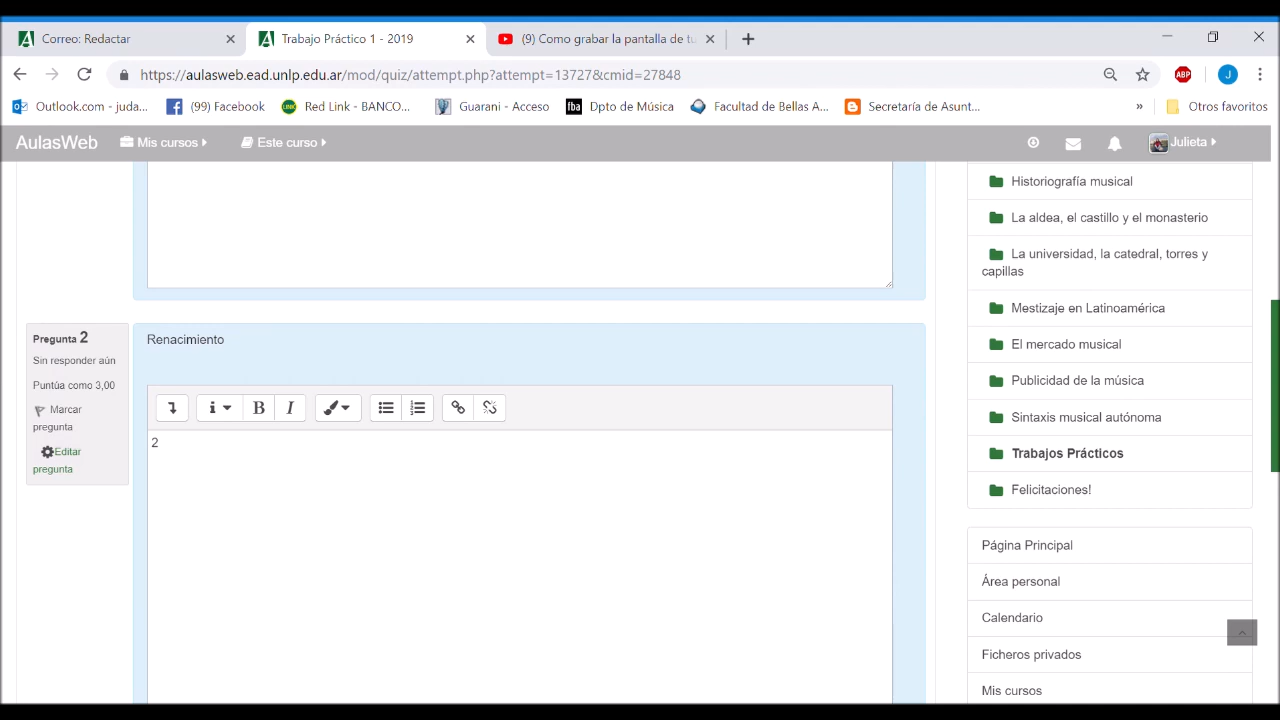 Correo: Redactar
Trabajo Práctico 1 - 2019
(9) Como grabar la pantalla de tu
https://aulasweb.ead.unlp.edu.ar/mod/quiz/attempt.php?attempt=13727&cmid=27848
ABP
J
Outlook.com - juda...
(99) Facebook
LINK
Red Link - BANCO...
Guarani - Acceso
fba
Dpto de Música
Facultad de Bellas A...
Secretaría de Asunt...
»
Otros favoritos
AulasWeb
Mis cursos
Este curso
Julieta
Historiografía musical
La aldea, el castillo y el monasterio
La universidad, la catedral, torres y
capillas
Mestizaje en Latinoamérica
El mercado musical
Publicidad de la música
Sintaxis musical autónoma
Trabajos Prácticos
Felicitaciones!
Página Principal
Área personal
Calendario
Ficheros privados
Mis cursos
Pregunta 2
Sin responder aún
Puntúa como 3,00
Marcar
pregunta
Editar
pregunta
Renacimiento
B I
2